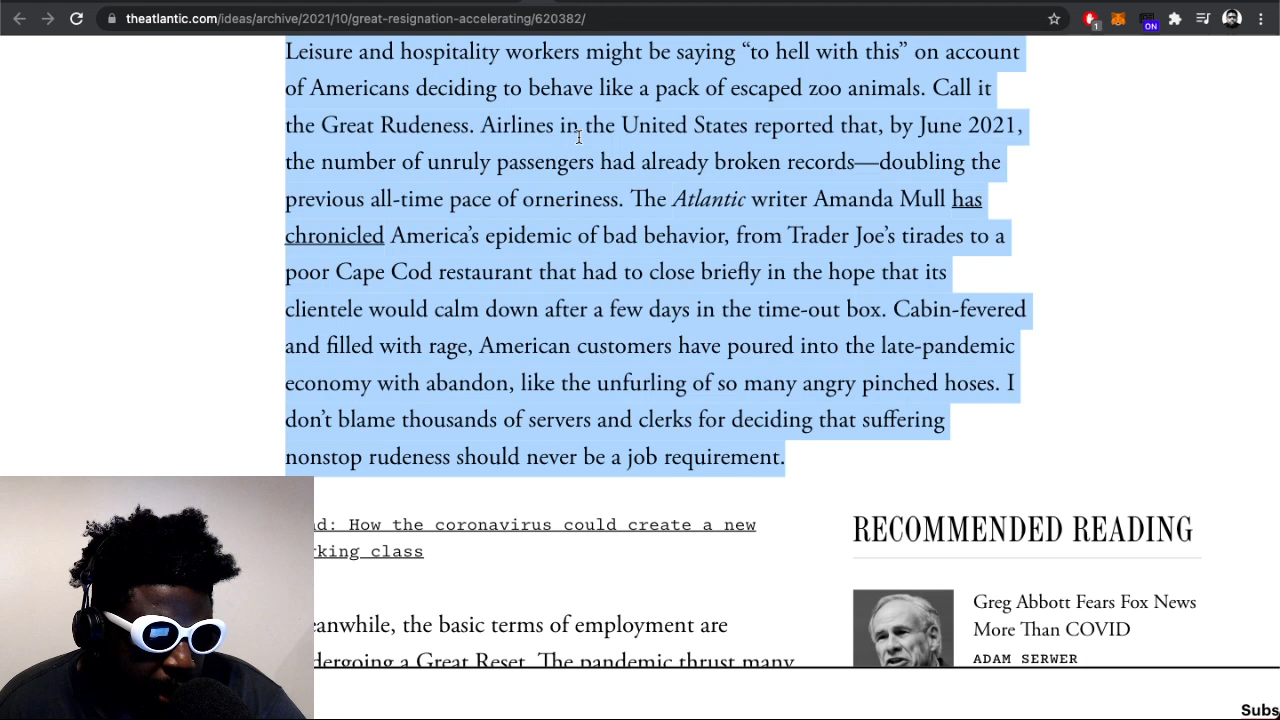 theatlantic.com/ideas/archive/2021/10/great-resignation-accelerating/620382/
1
ON
Leisure and hospitality workers might be saying “to hell with this” on account
of Americans deciding to behave like a pack of escaped zoo animals. Call it
the Great Rudeness. Airlines in the United States reported that, by June 2021,
the number of unruly passengers had already broken records—doubling the
previous all-time pace of orneriness. The Atlantic writer Amanda Mull has
chronicled America’s epidemic of bad behavior, from Trader Joe’s tirades to a
poor Cape Cod restaurant that had to close briefly in the hope that its
clientele would calm down after a few days in the time-out box. Cabin-fevered
and filled with rage, American customers have poured into the late-pandemic
economy with abandon, like the unfurling of so many angry pinched hoses. I
don’t blame thousands of servers and clerks for deciding that suffering
nonstop rudeness should never be a job requirement.
How the coronavirus could create a new
class
RECOMMENDED READING
Greg Abbott Fears Fox News
More Than COVID
ADAM SERWER
the basic terms of employment are
a Great Reset. The pandemic thrust many
Subs